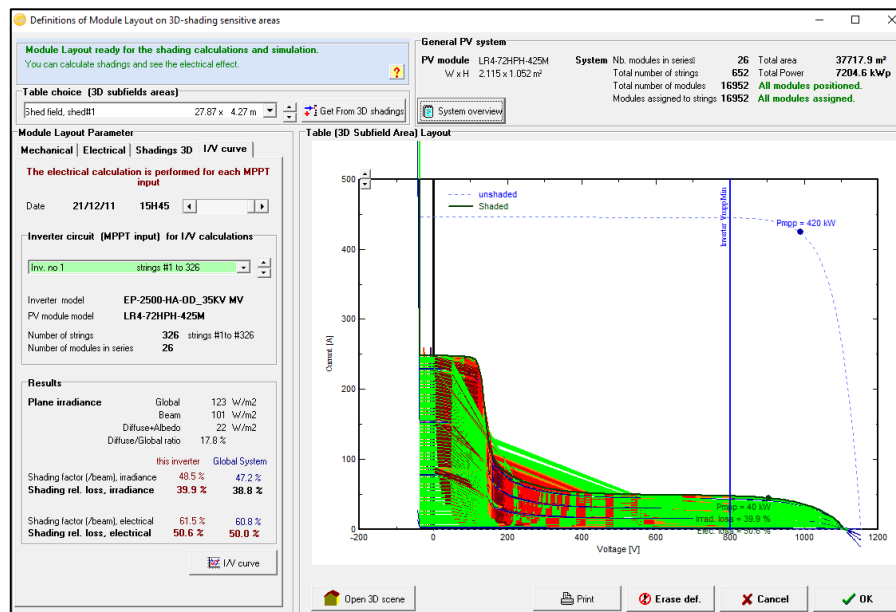 Definitions of Module Layout on 3D-shading sensitive areas
Module Layout ready for the shading calculations and simulation.
You can calculate shadings and see the electrical effect.
?
Table choice (3D subfields areas)
Shed field, shed#1 27.87 x 4.27 m
Get From 3D shadings
General PV system
PV module LR4-72HPH-425M
W x H 2.115 x 1.052 m²
System overview
System Nb. modules in series 26
Total number of strings 652
Total number of modules 16952
Modules assigned to strings 16952
Total area 37717.9 m²
Total Power 7204.6 kWp
All modules positioned.
All modules assigned.
Module Layout Parameter
Mechanical Electrical Shadings 3D I/V curve
The electrical calculation is performed for each MPPT
input
Date 21/12/11 15H45
Inverter circuit (MPPT input) for I/V calculations
Inv. no 1 strings #1 to 326
Inverter model EP-2500-HA-OD_35KV MV
PV module model LR4-72HPH-425M
Number of strings 326 strings #1to #326
Number of modules in series 26
Results
Plane irradiance Global 123 W/m2
Beam 101 W/m2
Diffuse+Albedo 22 W/m2
Diffuse/Global ratio 17.8 %
this inverter Global System
Shading factor (/beam), irradiance 48.5 % 47.2 %
Shading rel. loss, irradiance 39.9 % 38.8 %
Shading factor (/beam), electrical 61.5 % 60.8 %
Shading rel. loss, electrical 50.6 % 50.0 %
I/V curve
Table (3D Subfield Area) Layout
500
400
300
200
100
0
Current [A]
unshaded
Shaded
Inverter VmppMin
Pmpp = 420 kW
Pmpp = 40 kW
Irrad. loss = 39.9 %
Elec. loss = 50.6 %
-200 0 200 400 600 800 1000 1200
Voltage [V]
Open 3D scene
Print
Erase def.
Cancel
OK